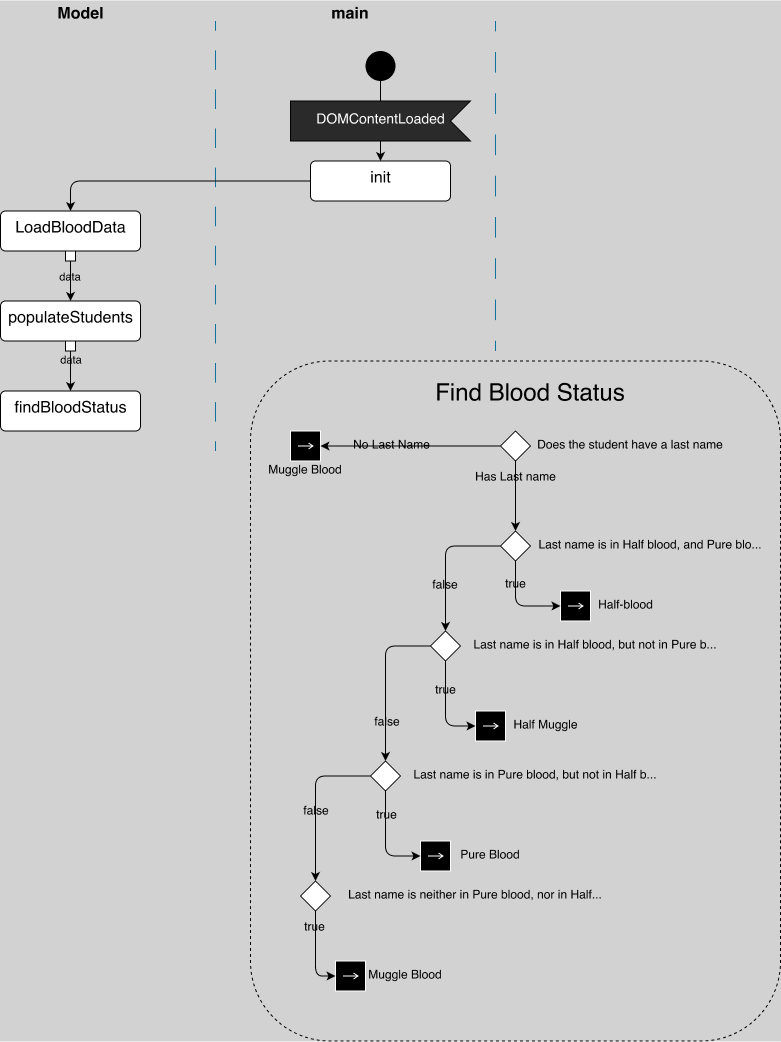 Model
main
DOMContentLoaded
init
LoadBloodData
data
populateStudents
data
findBloodStatus
Find Blood Status
Does the student have a last name
No Last Name
Muggle Blood
Has Last name
Last name is in Half blood, and Pure blo...
false
true
Half-blood
Last name is in Half blood, but not in Pure b...
true
false
Half Muggle
Last name is in Pure blood, but not in Half b...
false
true
Pure Blood
Last name is neither in Pure blood, nor in Half...
true
Muggle Blood